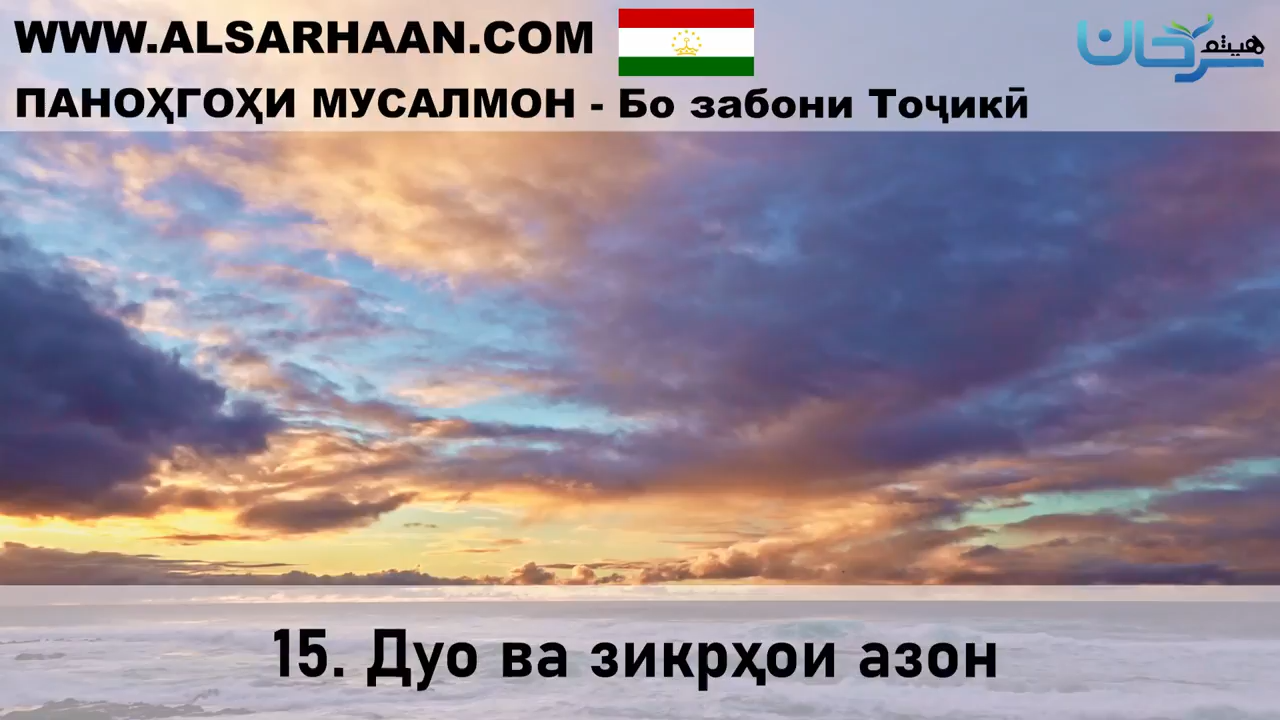 WWW.ALSARHAAN.COM
هيثم
سرحان
ПАНОҲГОҲИ МУСАЛМОН - Бо забони Тоҷикӣ
15. Дуо ва зикрҳои азон